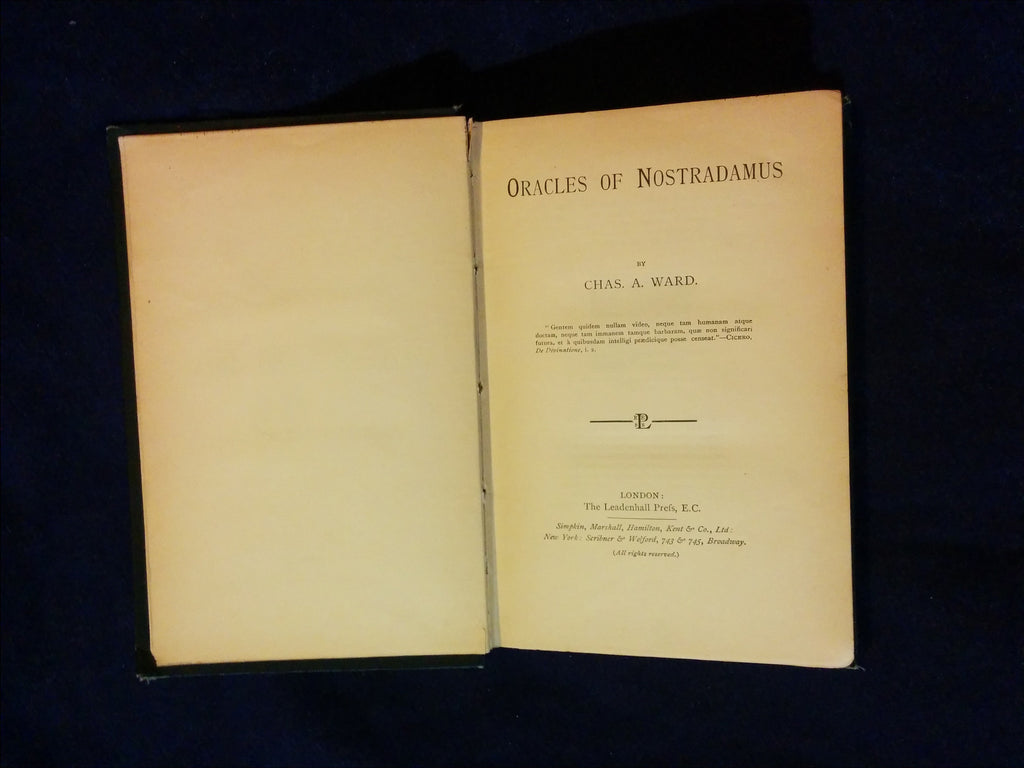 ORACLES OF NOSTRADAMUS
BY
CHAS. A. WARD.
"Gentem quidem nullam video, neque tam humanam atque
doctam, neque tam immanem tamque barbaram, quæ non significari
futura, et à quibusdam intelligi prædicique posse censeat."—CICERO,
De Divinatione, i. 2.
LONDON:
The Leadenhall Preſs, E.C.
Simpkin, Marshall, Hamilton, Kent & Co., Ltd:
New York: Scribner & Welford, 743 & 745, Broadway.
(All rights reserved.)